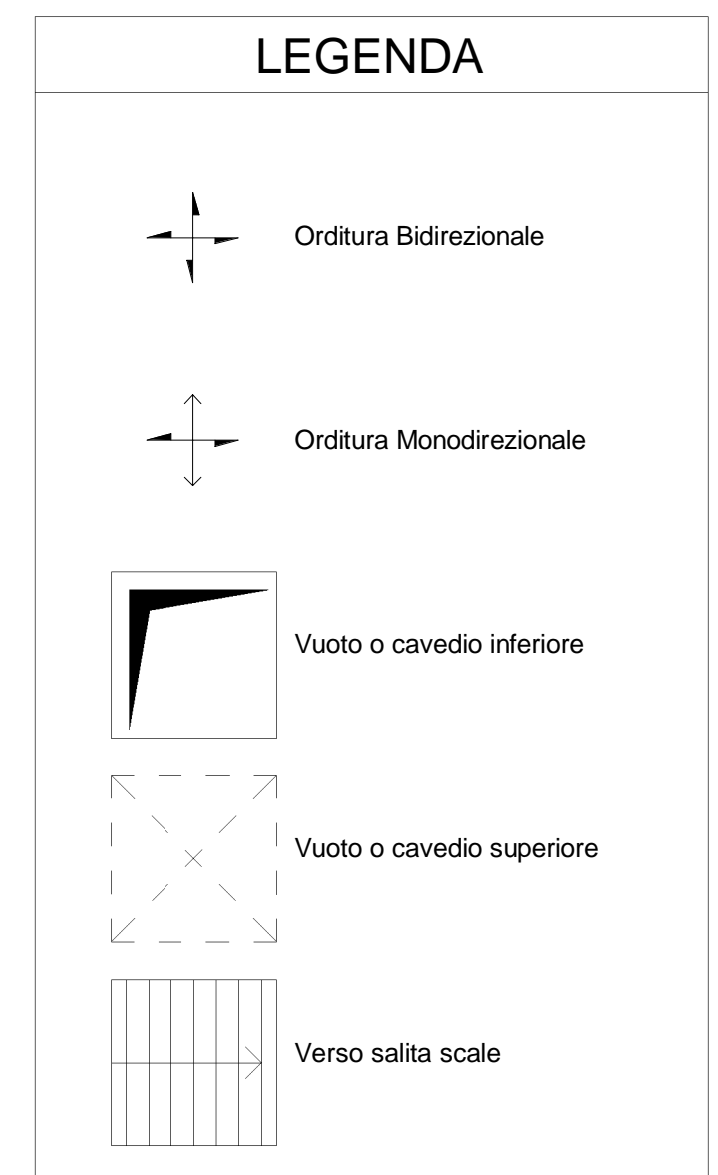 LEGENDA
Orditura Bidirezionale
Orditura Monodirezionale
Vuoto o cavedio inferiore
Vuoto o cavedio superiore
Verso salita scale